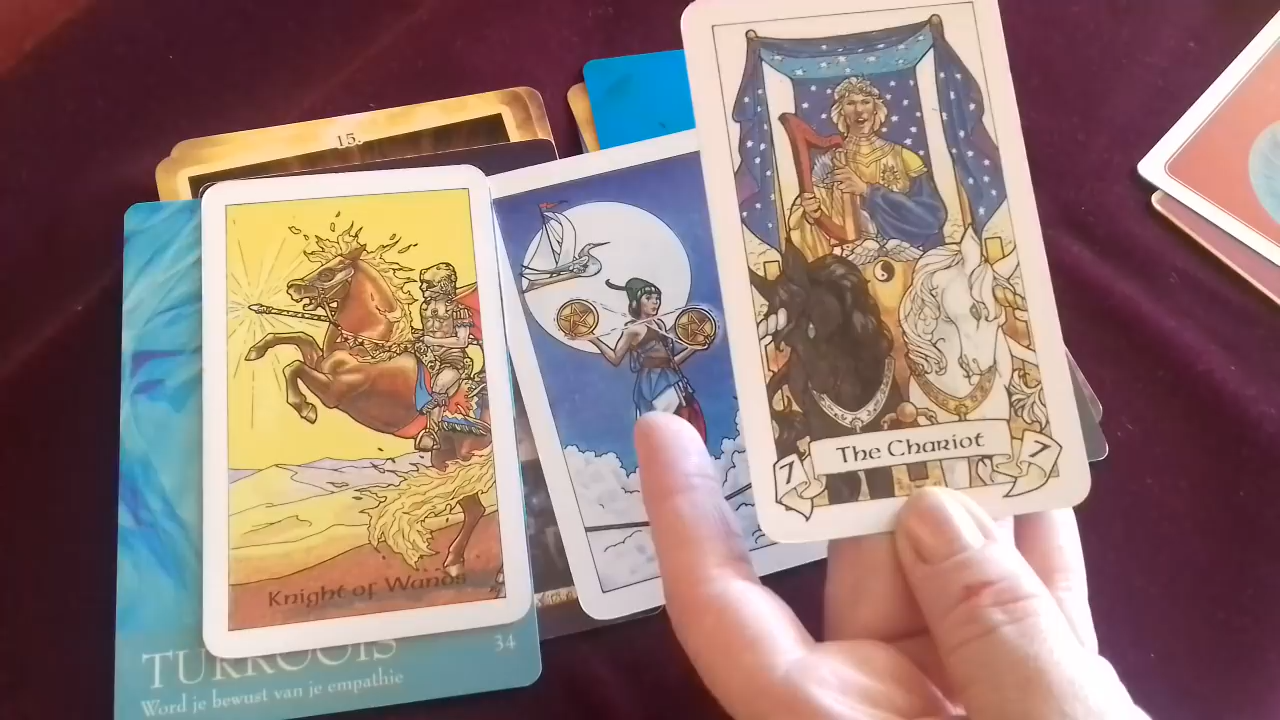 15.
Knight of Wands
The Chariot
7
7
TURKOOIS
34
Word je bewust van je empathie